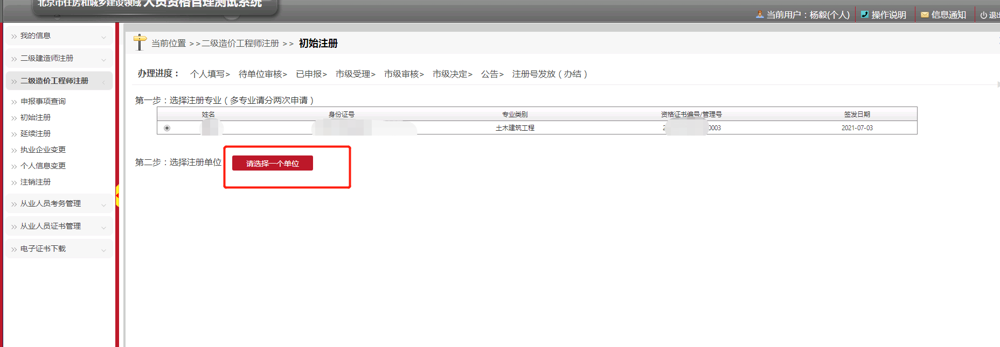 北京市住房和城乡建设领域 人员资格管理测试系统
当前用户：杨毅(个人) 操作说明 信息通知 退出
我的信息
二级建造师注册
二级造价工程师注册
申报事项查询
初始注册
延续注册
执业企业变更
个人信息变更
注销注册
从业人员考务管理
从业人员证书管理
电子证书下载
当前位置 >>二级造价工程师注册 >> 初始注册
办理进度： 个人填写> 待单位审核> 已申报> 市级受理> 市级审核> 市级决定> 公告> 注册号发放（办结）
第一步：选择注册专业（多专业请分两次申请）
姓名 身份证号 专业类别 资格证书编号/管理号 签发日期
土木建筑工程 2 0003 2021-07-03
第二步：选择注册单位 请选择一个单位